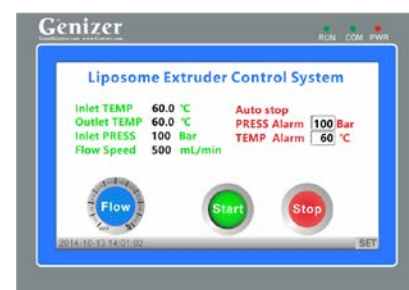 Genizer
RUN COM PWR
Liposome Extruder Control System
Inlet TEMP 60.0 ℃
Outlet TEMP 60.0 ℃
Inlet PRESS 100 Bar
Flow Speed 500 mL/min
Auto stop
PRESS Alarm 100 Bar
TEMP Alarm 60 ℃
Flow
Start
Stop
2014-10-13 14:01:02
SET